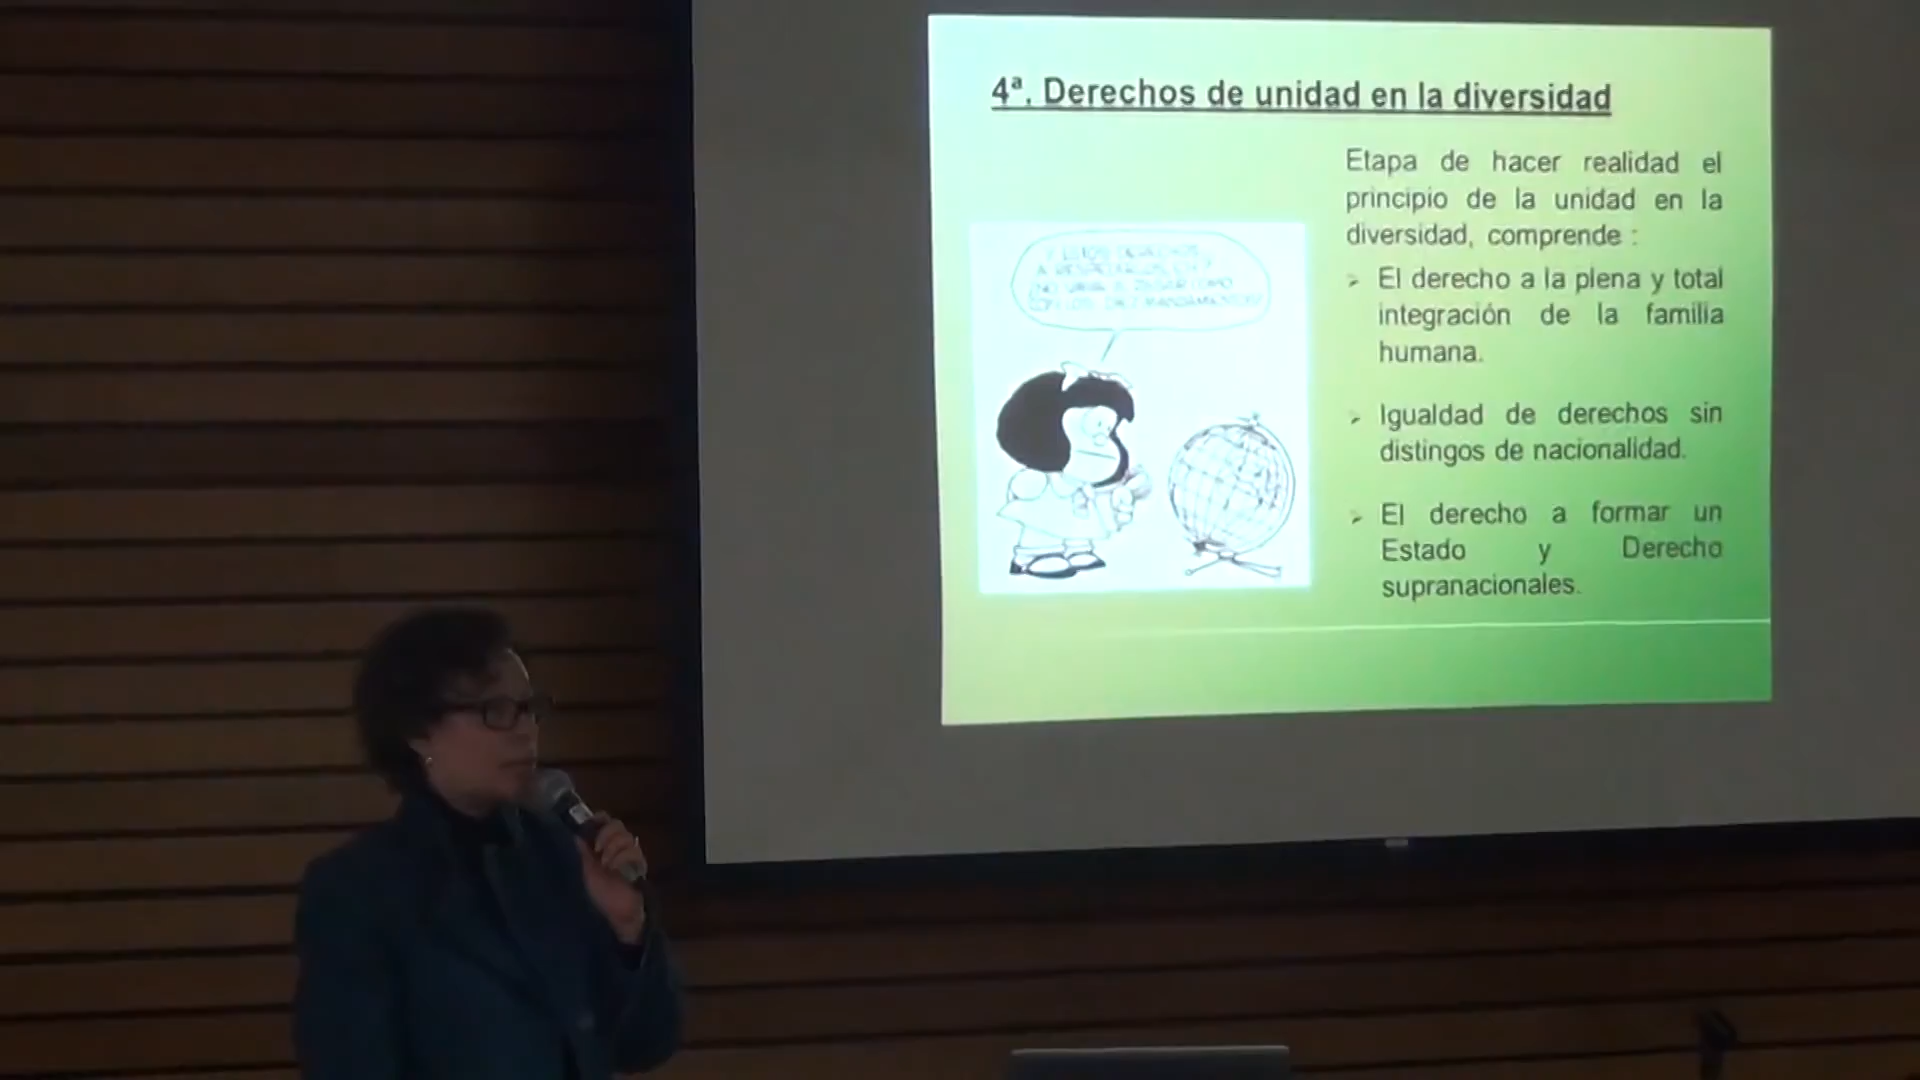 4ª. Derechos de unidad en la diversidad
Etapa de hacer realidad el
principio de la unidad en la
diversidad, comprende :
El derecho a la plena y total
integración de la familia
humana.
Igualdad de derechos sin
distingos de nacionalidad.
El derecho a formar un
Estado y Derecho
supranacionales.
A RESPETAR